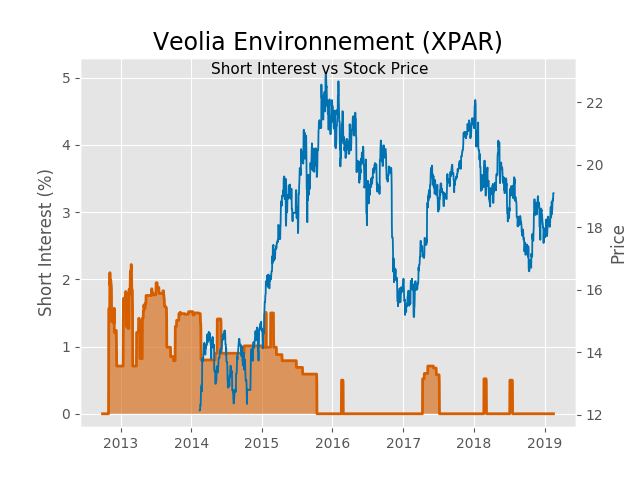 Veolia Environnement (XPAR)
Short Interest vs Stock Price
Short Interest (%)
5
4
3
2
1
0
22
20
18
16
14
12
Price
2013 2014 2015 2016 2017 2018 2019